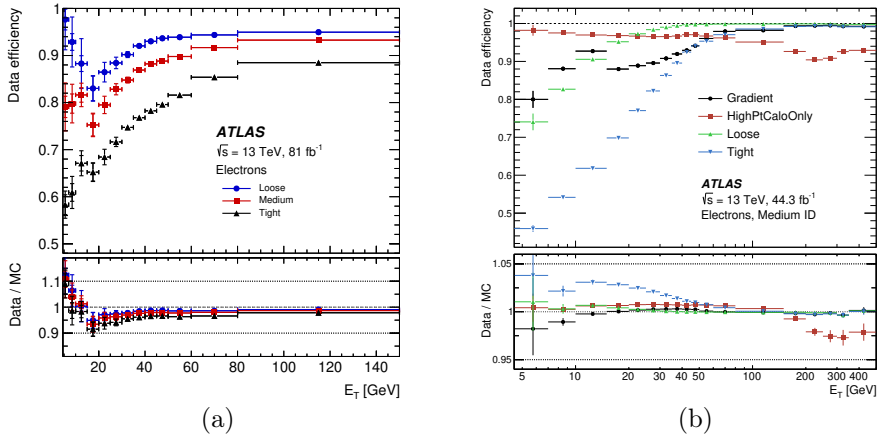 Data efficiency
1
0.9
0.8
0.7
0.6
0.5
ATLAS
√s = 13 TeV, 81 fb⁻¹
Electrons
Loose
Medium
Tight
Data / MC
1.1
1
0.9
20 40 60 80 100 120 140
E_T [GeV]
(a)
Data efficiency
1
0.9
0.8
0.7
0.6
0.5
Gradient
HighPtCaloOnly
Loose
Tight
ATLAS
√s = 13 TeV, 44.3 fb⁻¹
Electrons, Medium ID
Data / MC
1.05
1
0.95
5 10 20 30 40 50 100 200 300 400
E_T [GeV]
(b)